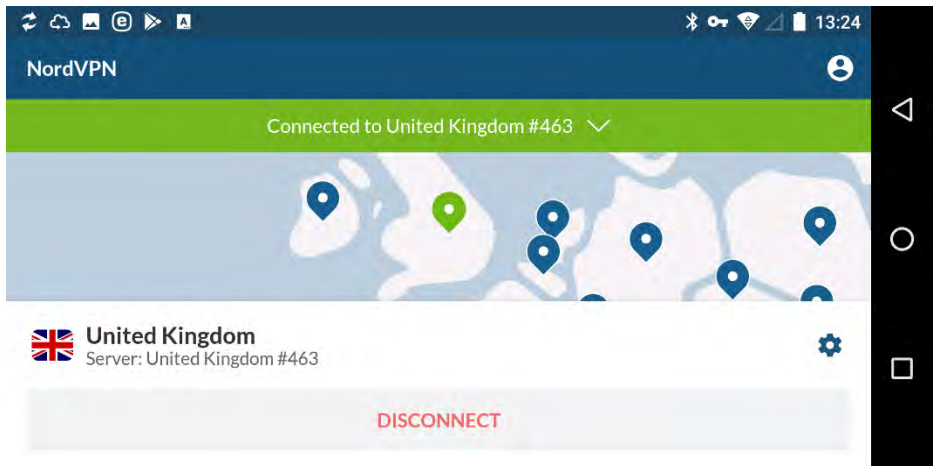 13:24
NordVPN
Connected to United Kingdom #463
United Kingdom
Server: United Kingdom #463
DISCONNECT